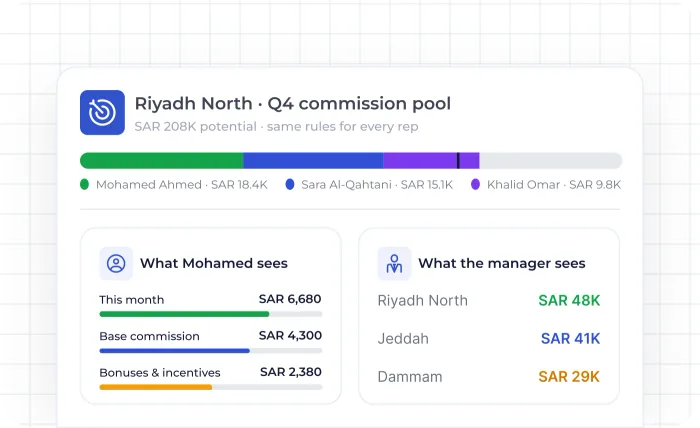 Riyadh North · Q4 commission pool
SAR 208K potential · same rules for every rep
Mohamed Ahmed · SAR 18.4K
Sara Al-Qahtani · SAR 15.1K
Khalid Omar · SAR 9.8K
What Mohamed sees
This month SAR 6,680
Base commission SAR 4,300
Bonuses & incentives SAR 2,380
What the manager sees
Riyadh North SAR 48K
Jeddah SAR 41K
Dammam SAR 29K